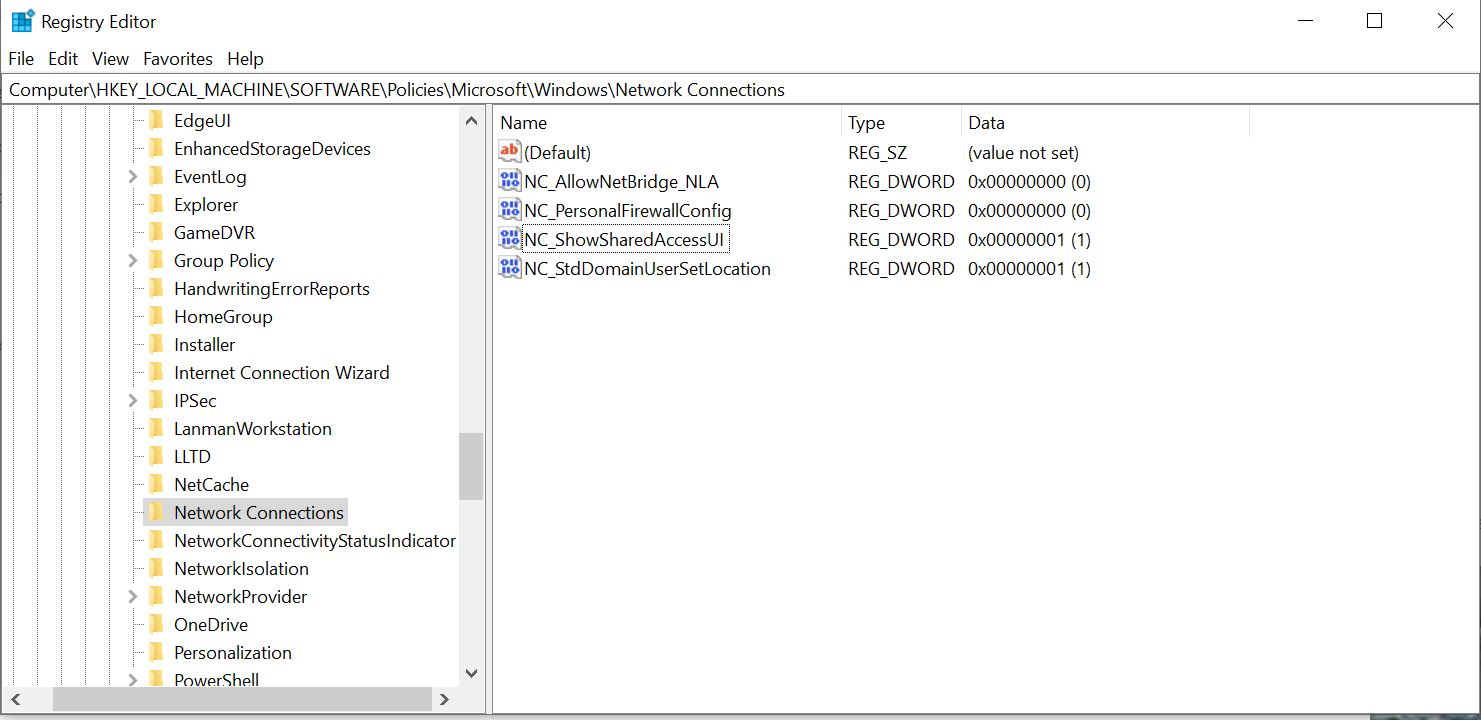 Registry Editor
File Edit View Favorites Help
Computer\HKEY_LOCAL_MACHINE\SOFTWARE\Policies\Microsoft\Windows\Network Connections
EdgeUI
EnhancedStorageDevices
EventLog
Explorer
GameDVR
Group Policy
HandwritingErrorReports
HomeGroup
Installer
Internet Connection Wizard
IPSec
LanmanWorkstation
LLTD
NetCache
Network Connections
NetworkConnectivityStatusIndicator
NetworkIsolation
NetworkProvider
OneDrive
Personalization
PowerShell
Name Type Data
(Default) REG_SZ (value not set)
NC_AllowNetBridge_NLA REG_DWORD 0x00000000 (0)
NC_PersonalFirewallConfig REG_DWORD 0x00000000 (0)
NC_ShowSharedAccessUI REG_DWORD 0x00000001 (1)
NC_StdDomainUserSetLocation REG_DWORD 0x00000001 (1)